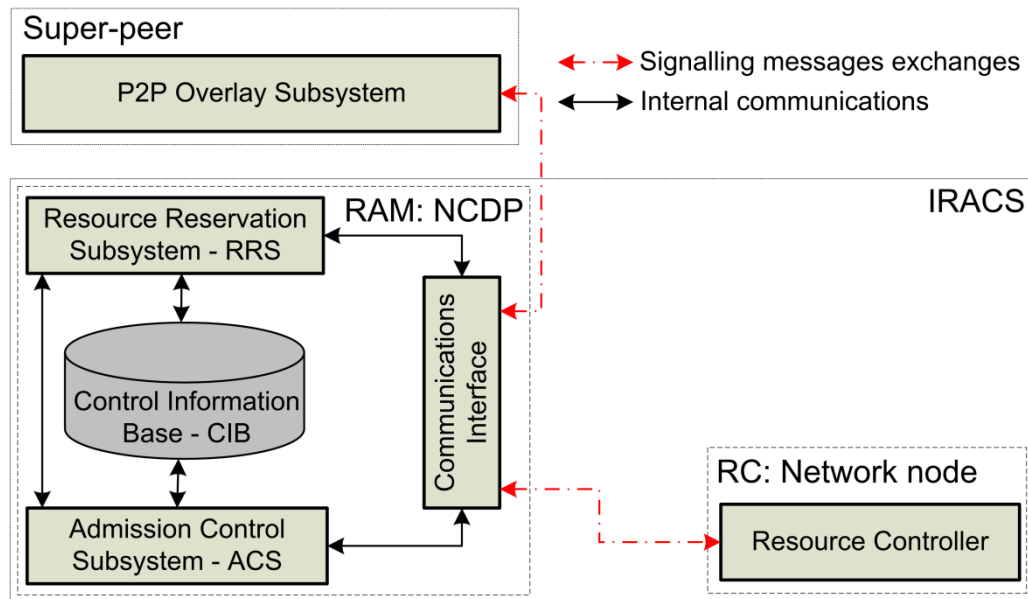 Super-peer
P2P Overlay Subsystem
Signalling messages exchanges
Internal communications
IRACS
RAM: NCDP
Resource Reservation
Subsystem - RRS
Control Information
Base - CIB
Admission Control
Subsystem - ACS
Communications
Interface
RC: Network node
Resource Controller